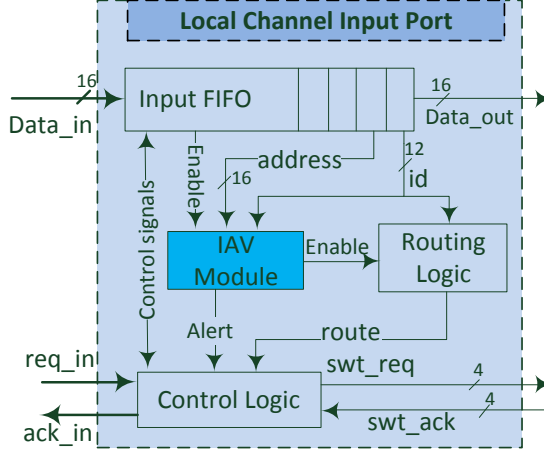 Local Channel Input Port
16
Data_in
Input FIFO
16
Data_out
Enable
address
16
12
id
Control signals
IAV
Module
Enable
Routing
Logic
Alert
route
req_in
swt_req
4
Control Logic
ack_in
swt_ack
4